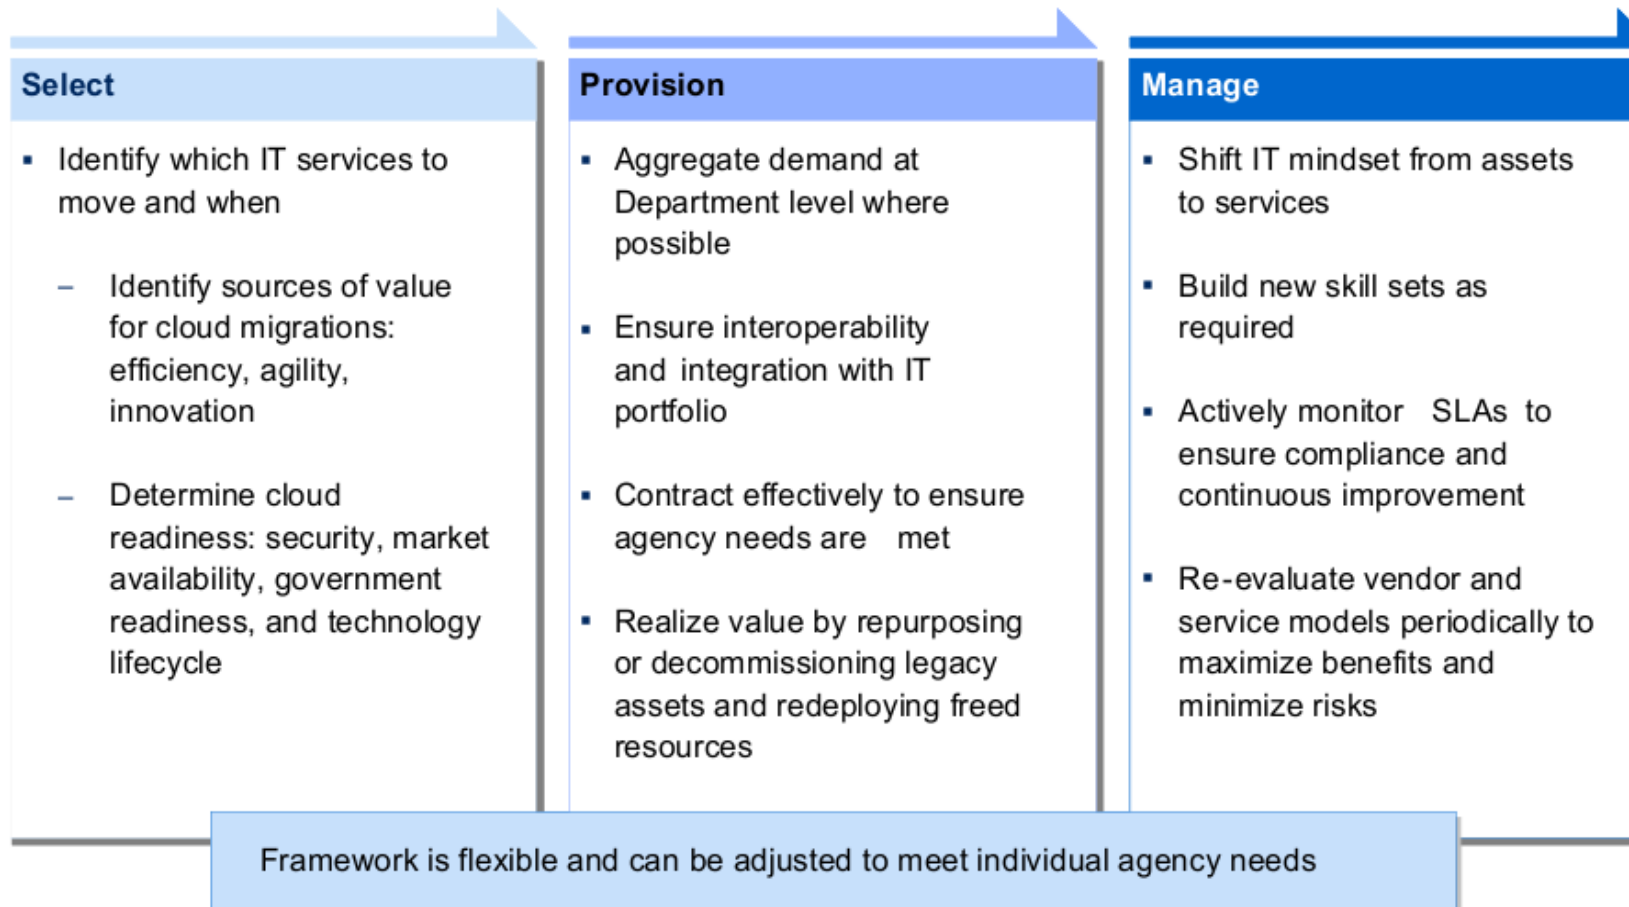 Select
▪ Identify which IT services to
move and when
– Identify sources of value
for cloud migrations:
efficiency, agility,
innovation
– Determine cloud
readiness: security, market
availability, government
readiness, and technology
lifecycle
Provision
▪ Aggregate demand at
Department level where
possible
▪ Ensure interoperability
and integration with IT
portfolio
▪ Contract effectively to ensure
agency needs are met
▪ Realize value by repurposing
or decommissioning legacy
assets and redeploying freed
resources
Manage
▪ Shift IT mindset from assets
to services
▪ Build new skill sets as
required
▪ Actively monitor SLAs to
ensure compliance and
continuous improvement
▪ Re-evaluate vendor and
service models periodically to
maximize benefits and
minimize risks
Framework is flexible and can be adjusted to meet individual agency needs